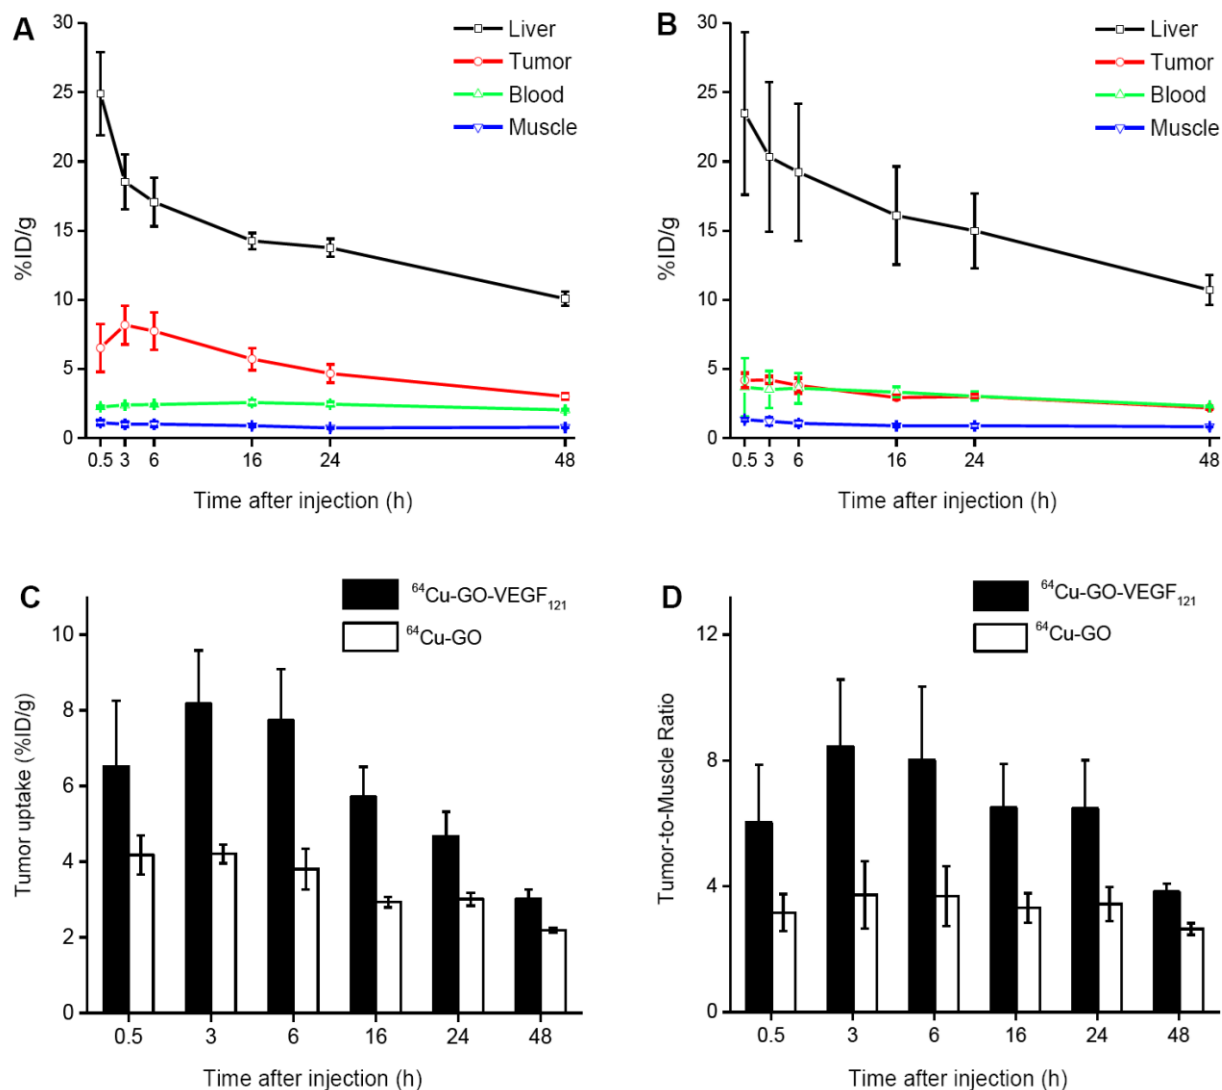 A
30
25
20
15
10
5
0
%ID/g
Liver
Tumor
Blood
Muscle
0.5 3 6 16 24 48
Time after injection (h)
B
30
25
20
15
10
5
0
%ID/g
Liver
Tumor
Blood
Muscle
0.5 3 6 16 24 48
Time after injection (h)
C
⁶⁴Cu-GO-VEGF₁₂₁
⁶⁴Cu-GO
10
8
6
4
2
0
Tumor uptake (%ID/g)
0.5 3 6 16 24 48
Time after injection (h)
D
⁶⁴Cu-GO-VEGF₁₂₁
⁶⁴Cu-GO
12
8
4
0
Tumor-to-Muscle Ratio
0.5 3 6 16 24 48
Time after injection (h)